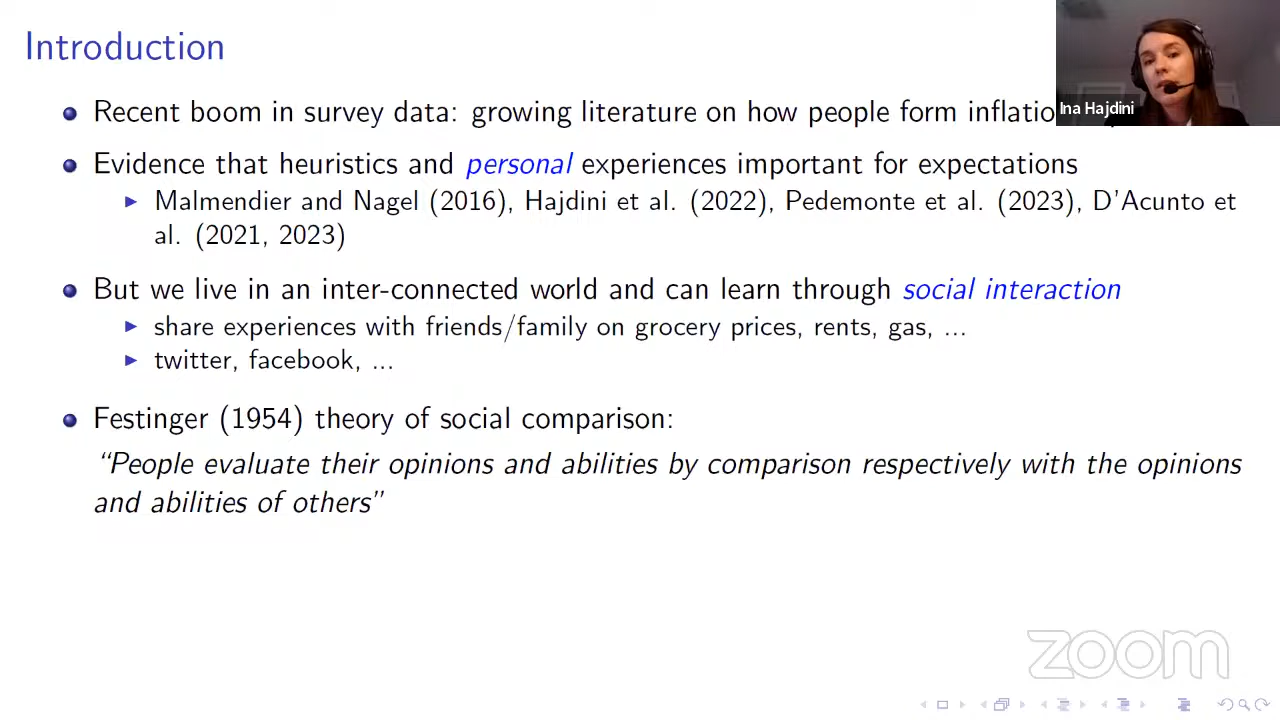 Introduction
Recent boom in survey data: growing literature on how people form inflatio
Ina Hajdini
Evidence that heuristics and personal experiences important for expectations
Malmendier and Nagel (2016), Hajdini et al. (2022), Pedemonte et al. (2023), D'Acunto et
al. (2021, 2023)
But we live in an inter-connected world and can learn through social interaction
share experiences with friends/family on grocery prices, rents, gas, ...
twitter, facebook, ...
Festinger (1954) theory of social comparison:
“People evaluate their opinions and abilities by comparison respectively with the opinions
and abilities of others”
zoom